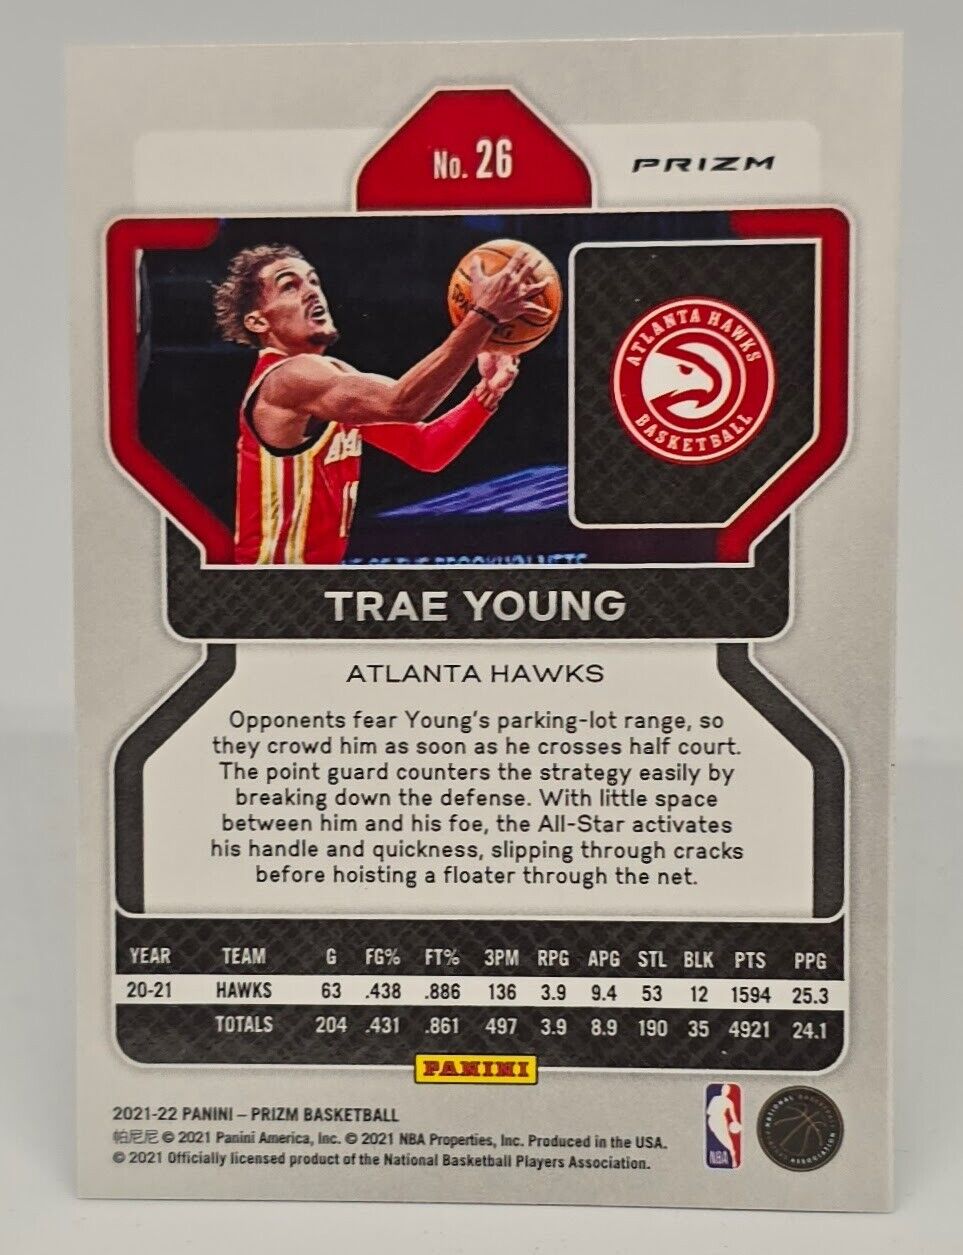 No. 26
PRIZM
ATLANTA HAWKS
BASKETBALL
TRAE YOUNG
ATLANTA HAWKS
Opponents fear Young's parking-lot range, so
they crowd him as soon as he crosses half court.
The point guard counters the strategy easily by
breaking down the defense. With little space
between him and his foe, the All-Star activates
his handle and quickness, slipping through cracks
before hoisting a floater through the net.
YEAR TEAM G FG% FT% 3PM RPG APG STL BLK PTS PPG
20-21 HAWKS 63 .438 .886 136 3.9 9.4 53 12 1594 25.3
TOTALS 204 .431 .861 497 3.9 8.9 190 35 4921 24.1
PANINI
2021-22 PANINI – PRIZM BASKETBALL
帕尼尼 © 2021 Panini America, Inc. © 2021 NBA Properties, Inc. Produced in the USA.
© 2021 Officially licensed product of the National Basketball Players Association.
NBA
NATIONAL BASKETBALL
ASSOCIATION